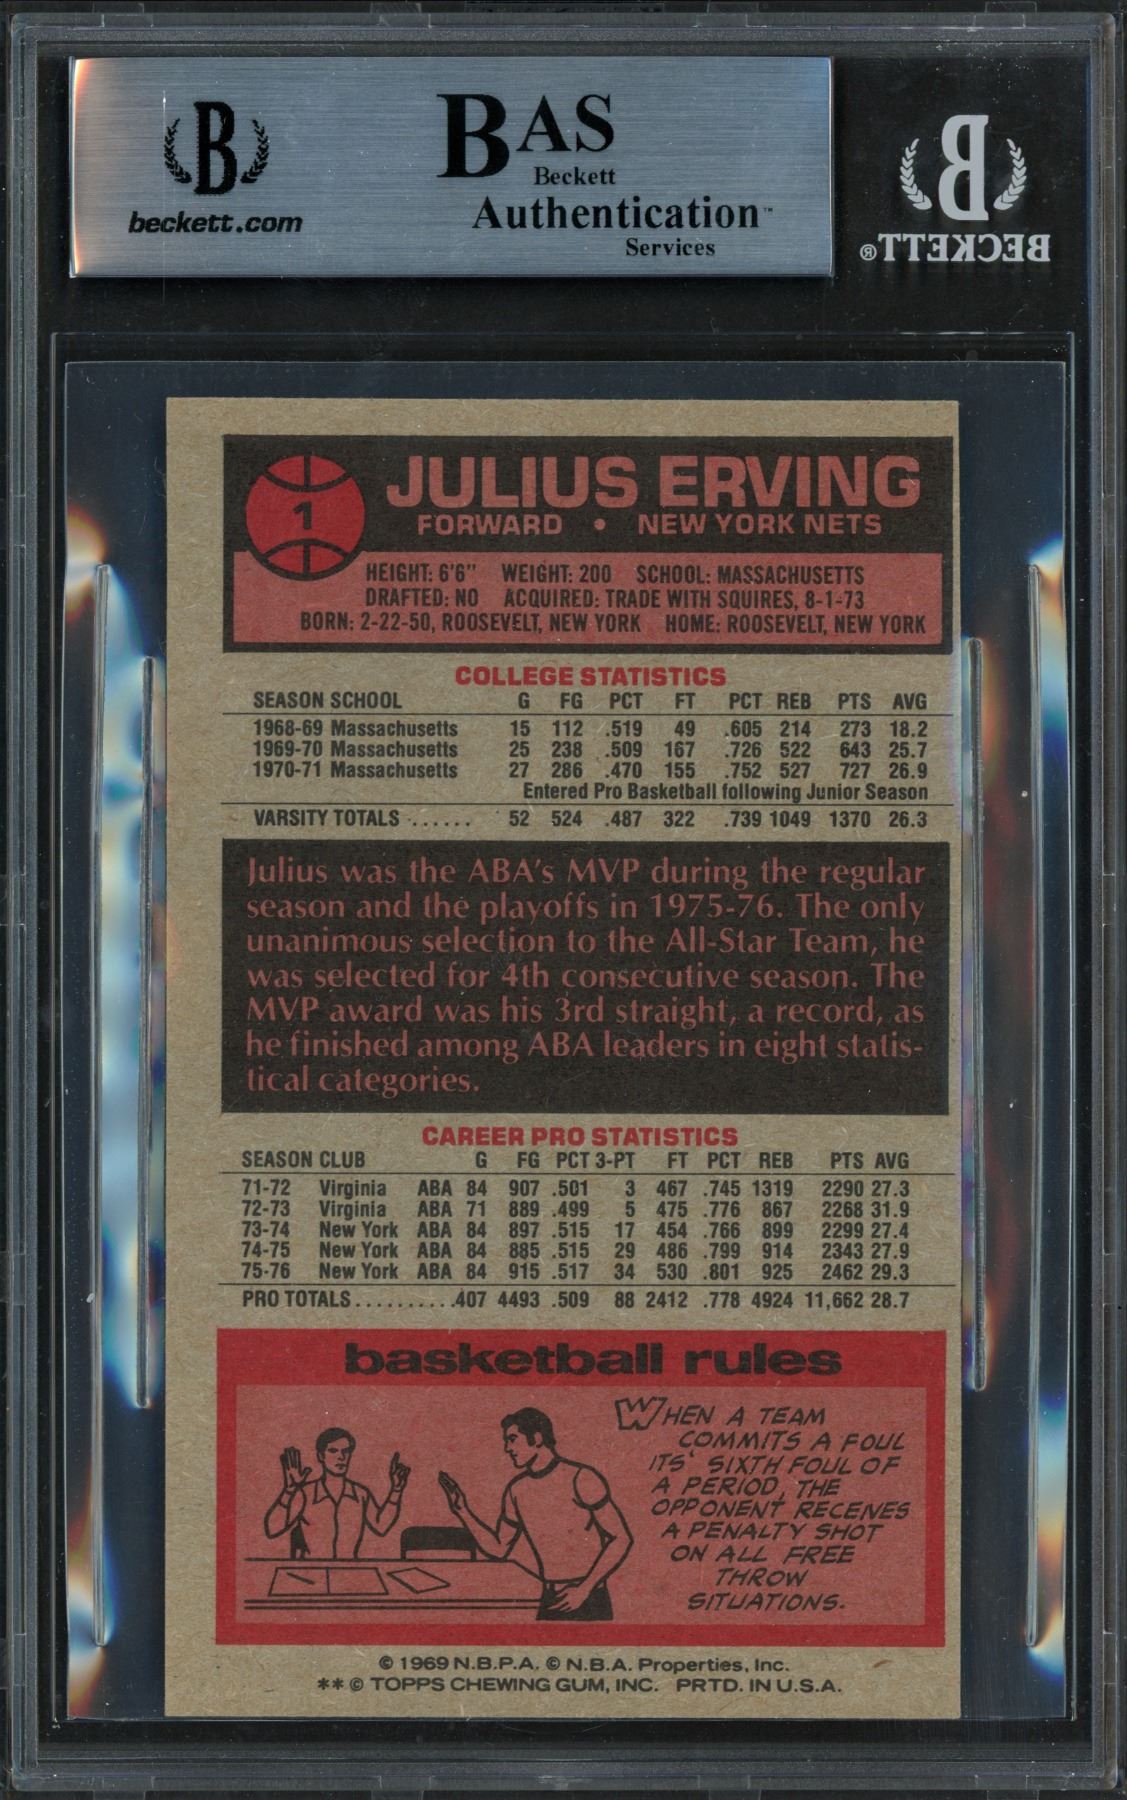 B
beckett.com
BAS
Beckett
Authentication™
Services
B
BECKETT®
1
JULIUS ERVING
FORWARD • NEW YORK NETS
HEIGHT: 6'6" WEIGHT: 200 SCHOOL: MASSACHUSETTS
DRAFTED: NO ACQUIRED: TRADE WITH SQUIRES, 8-1-73
BORN: 2-22-50, ROOSEVELT, NEW YORK HOME: ROOSEVELT, NEW YORK
COLLEGE STATISTICS
SEASON SCHOOL G FG PCT FT PCT REB PTS AVG
1968-69 Massachusetts 15 112 .519 49 .605 214 273 18.2
1969-70 Massachusetts 25 238 .509 167 .726 522 643 25.7
1970-71 Massachusetts 27 286 .470 155 .752 527 727 26.9
Entered Pro Basketball following Junior Season
VARSITY TOTALS ...... 52 524 .487 322 .739 1049 1370 26.3
Julius was the ABA's MVP during the regular
season and the playoffs in 1975-76. The only
unanimous selection to the All-Star Team, he
was selected for 4th consecutive season. The
MVP award was his 3rd straight, a record, as
he finished among ABA leaders in eight statis-
tical categories.
CAREER PRO STATISTICS
SEASON CLUB G FG PCT 3-PT FT PCT REB PTS AVG
71-72 Virginia ABA 84 907 .501 3 467 .745 1319 2290 27.3
72-73 Virginia ABA 71 889 .499 5 475 .776 867 2268 31.9
73-74 New York ABA 84 897 .515 17 454 .766 899 2299 27.4
74-75 New York ABA 84 885 .515 29 486 .799 914 2343 27.9
75-76 New York ABA 84 915 .517 34 530 .801 925 2462 29.3
PRO TOTALS..........407 4493 .509 88 2412 .778 4924 11,662 28.7
basketball rules
WHEN A TEAM
COMMITS A FOUL
ITS' SIXTH FOUL OF
A PERIOD, THE
OPPONENT RECEIVES
A PENALTY SHOT
ON ALL FREE
THROW
SITUATIONS.
© 1969 N.B.P.A. © N.B.A. Properties, Inc.
** © TOPPS CHEWING GUM, INC. PRTD. IN U.S.A.